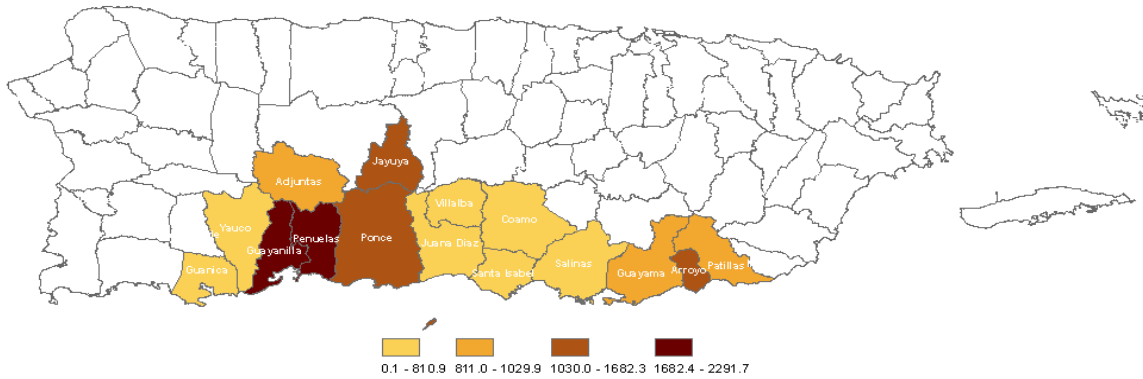 Jayuya
Adjuntas
Villalba
Coamo
Yauco
Penuelas
Ponce
Juana Diaz
Guayanilla
Guanica
Santa Isabel
Salinas
Guayama
Arroyo
Patillas
0.1 - 810.9 811.0 - 1029.9 1030.0 - 1682.3 1682.4 - 2291.7